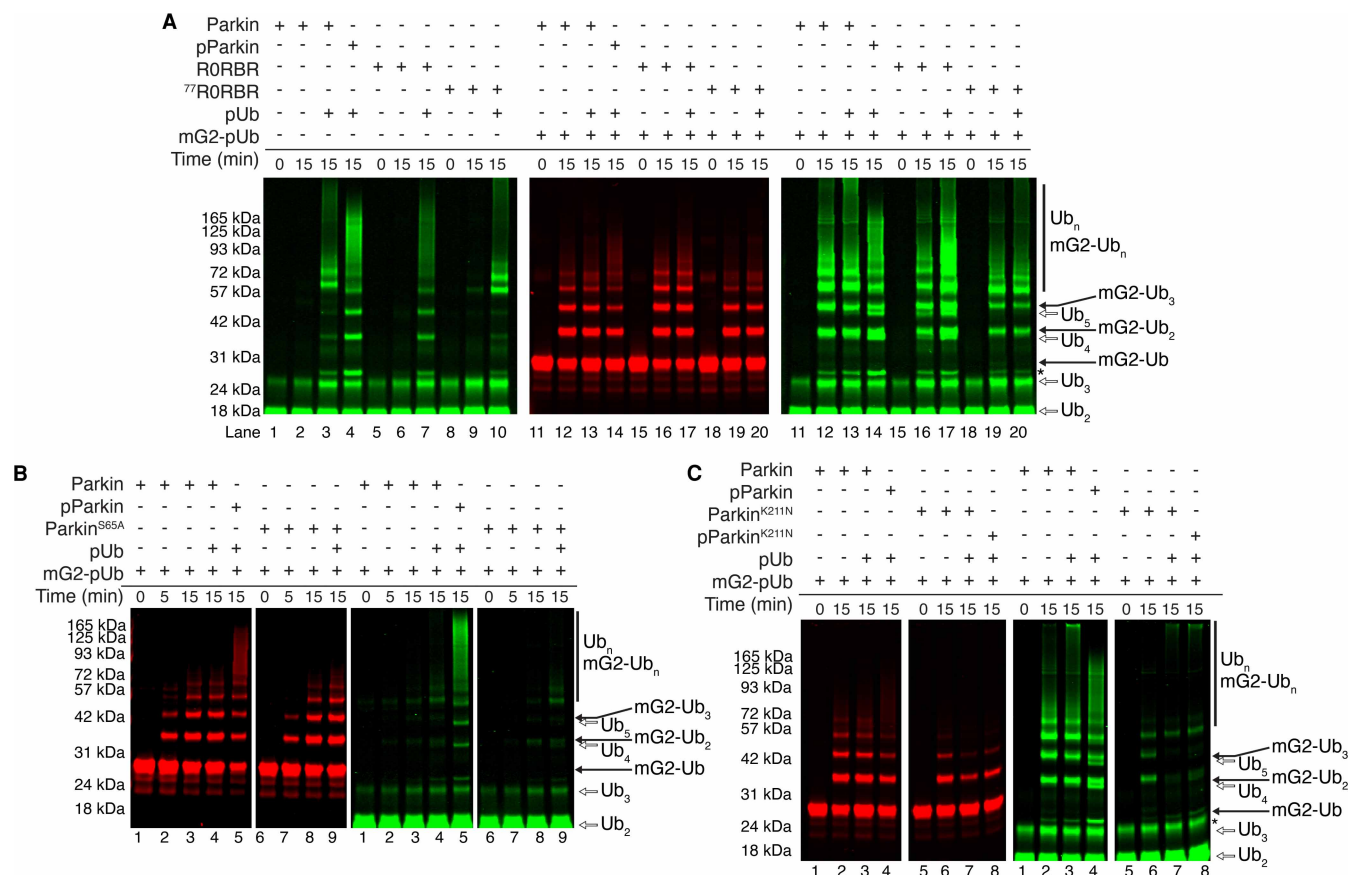 A
Parkin + + + - - - - - - - + + + - - - - - - - + + + - - - - - - -
pParkin - - - + - - - - - - - - - + - - - - - - - - - + - - - - - -
R0RBR - - - - + + + - - - - - - - + + + - - - - - - - + + + - - -
77R0RBR - - - - - - - + + + - - - - - - - + + + - - - - - - - + + +
pUb - - + + - - + - - + - - + + - - + - - + - - + + - - + - - +
mG2-pUb - - - - - - - - - - + + + + + + + + + + + + + + + + + + + +
Time (min) 0 15 15 15 0 15 15 0 15 15 0 15 15 15 0 15 15 0 15 15 0 15 15 15 0 15 15 0 15 15
165 kDa
125 kDa
93 kDa
72 kDa
57 kDa
42 kDa
31 kDa
24 kDa
18 kDa
Ubn
mG2-Ubn
mG2-Ub3
Ub5
mG2-Ub2
Ub4
mG2-Ub
*
Ub3
Ub2
Lane 1 2 3 4 5 6 7 8 9 10 11 12 13 14 15 16 17 18 19 20 11 12 13 14 15 16 17 18 19 20
B
Parkin + + + + - - - - - + + + + - - - - -
pParkin - - - - + - - - - - - - - + - - - -
ParkinS65A - - - - - + + + + - - - - - + + + +
pUb - - - + + - - - + - - - + + - - - +
mG2-pUb + + + + + + + + + + + + + + + + + +
Time (min) 0 5 15 15 15 0 5 15 15 0 5 15 15 15 0 5 15 15
165 kDa
125 kDa
93 kDa
72 kDa
57 kDa
42 kDa
31 kDa
24 kDa
18 kDa
Ubn
mG2-Ubn
mG2-Ub3
Ub5
mG2-Ub2
Ub4
mG2-Ub
Ub3
Ub2
1 2 3 4 5 6 7 8 9 1 2 3 4 5 6 7 8 9
C
Parkin + + + - - - - - + + + - - - - -
pParkin - - - + - - - - - - - + - - - -
ParkinK211N - - - - + + + - - - - - + + + -
pParkinK211N - - - - - - - + - - - - - - - +
pUb - - + + - - + + - - + + - - + +
mG2-pUb + + + + + + + + + + + + + + + +
Time (min) 0 15 15 15 0 15 15 15 0 15 15 15 0 15 15 15
165 kDa
125 kDa
93 kDa
72 kDa
57 kDa
42 kDa
31 kDa
24 kDa
18 kDa
Ubn
mG2-Ubn
mG2-Ub3
Ub5
mG2-Ub2
Ub4
mG2-Ub
*
Ub3
Ub2
1 2 3 4 5 6 7 8 1 2 3 4 5 6 7 8